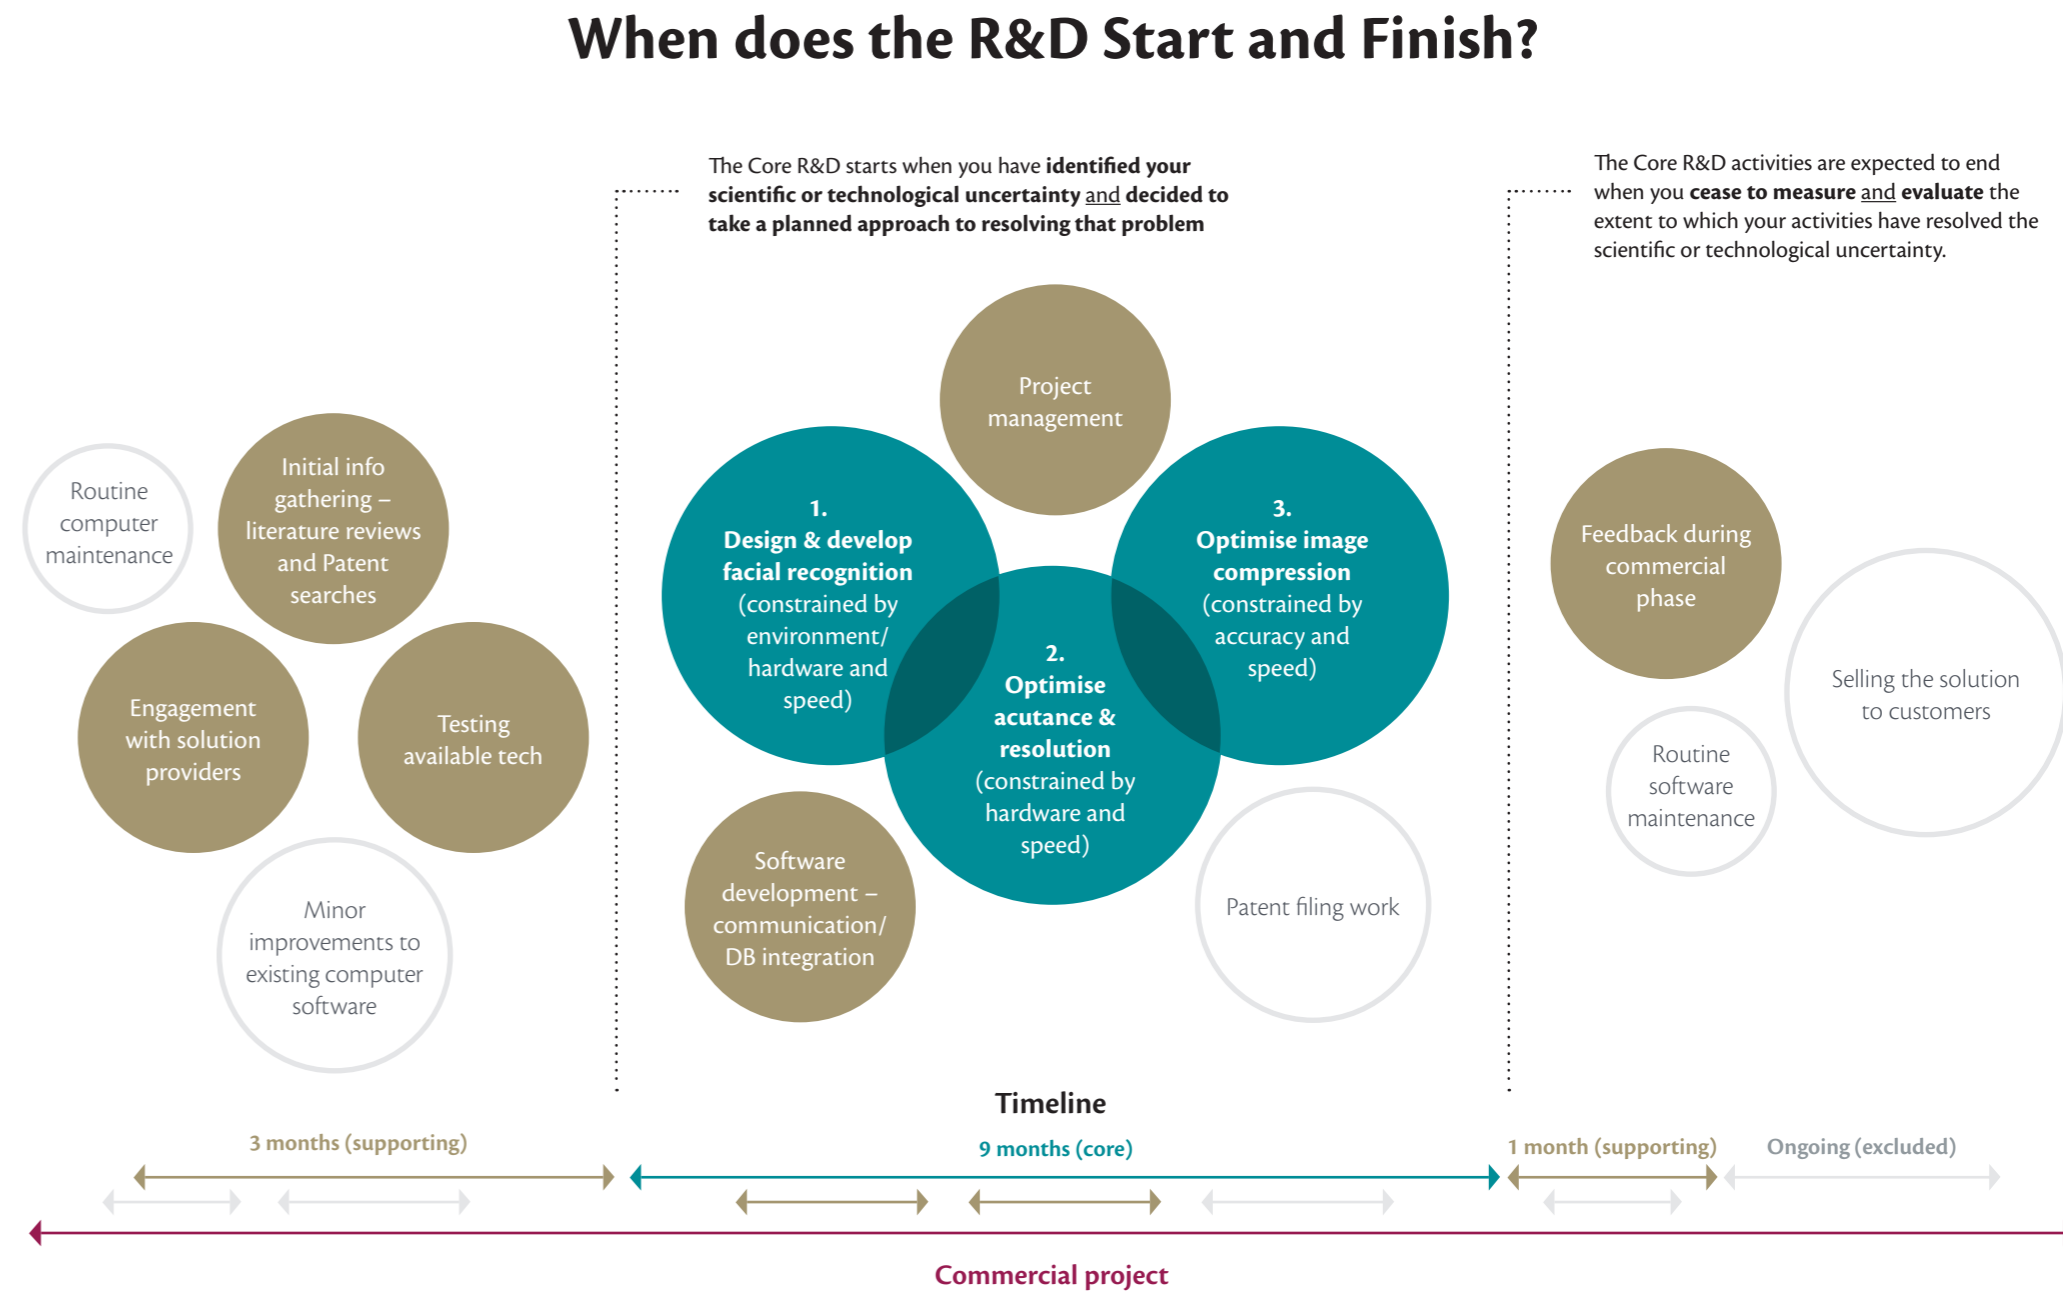 When does the R&D Start and Finish?
The Core R&D starts when you have identified your
scientific or technological uncertainty and decided to
take a planned approach to resolving that problem
The Core R&D activities are expected to end
when you cease to measure and evaluate the
extent to which your activities have resolved the
scientific or technological uncertainty.
Routine
computer
maintenance
Initial info
gathering –
literature reviews
and Patent
searches
Engagement
with solution
providers
Testing
available tech
Minor
improvements to
existing computer
software
Project
management
1.
Design & develop
facial recognition
(constrained by
environment/
hardware and
speed)
2.
Optimise
acutance &
resolution
(constrained by
hardware and
speed)
3.
Optimise image
compression
(constrained by
accuracy and
speed)
Software
development –
communication/
DB integration
Patent filing work
Feedback during
commercial
phase
Selling the solution
to customers
Routine
software
maintenance
Timeline
3 months (supporting)
9 months (core)
1 month (supporting)
Ongoing (excluded)
Commercial project